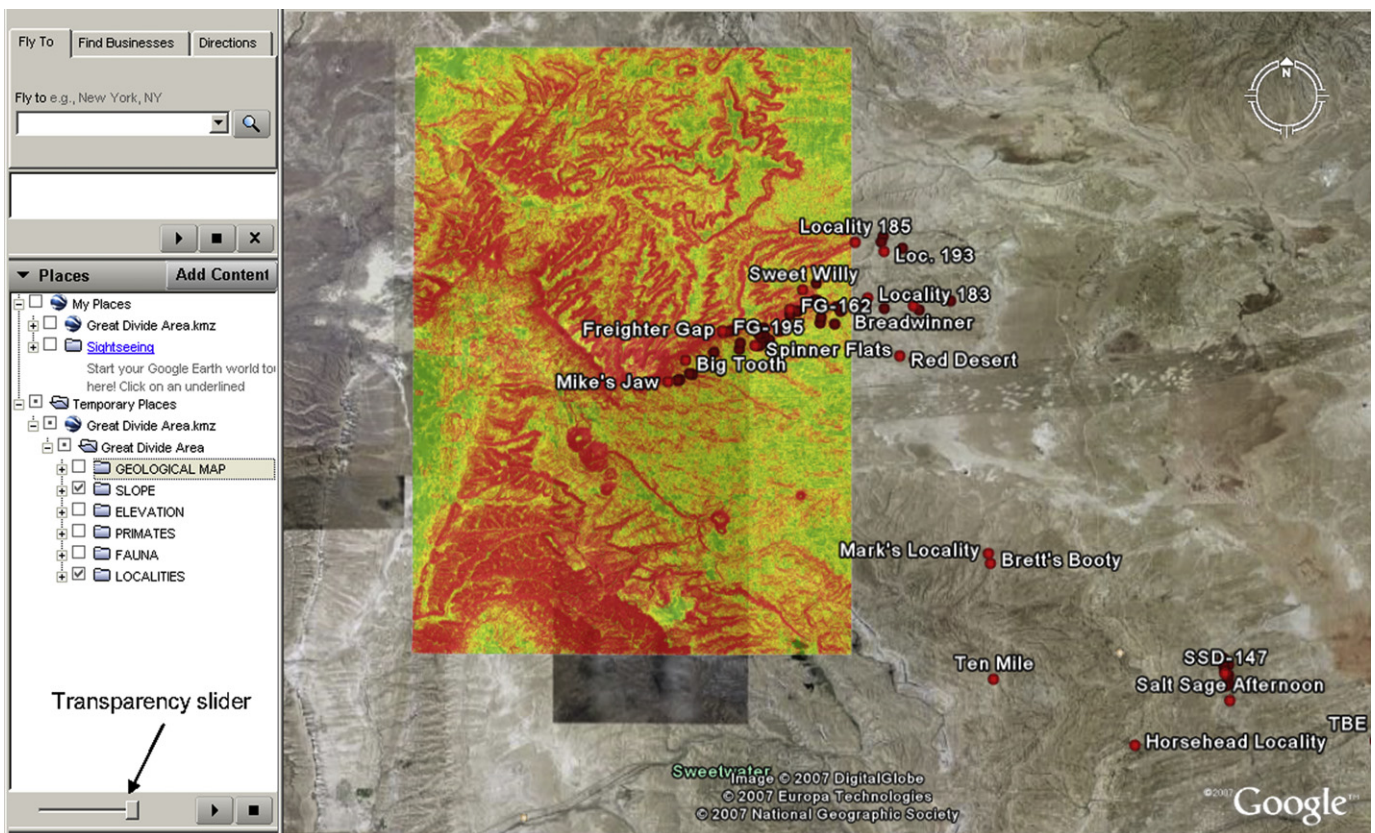 Fly To
Find Businesses
Directions
Fly to e.g., New York, NY
Places
Add Content
My Places
Great Divide Area.kmz
Sightseeing
Start your Google Earth world tou
here! Click on an underlined
Temporary Places
Great Divide Area.kmz
Great Divide Area
GEOLOGICAL MAP
SLOPE
ELEVATION
PRIMATES
FAUNA
LOCALITIES
Transparency slider
N
Locality 185
Loc. 193
Sweet Willy
Locality 183
FG-162
Breadwinner
Freighter Gap
FG-195
Spinner Flats
Red Desert
Big Tooth
Mike's Jaw
Mark's Locality
Brett's Booty
Ten Mile
SSD-147
Salt Sage Afternoon
TBE
Horsehead Locality
Sweetwater
Image © 2007 DigitalGlobe
© 2007 Europa Technologies
© 2007 National Geographic Society
©2007 Google™